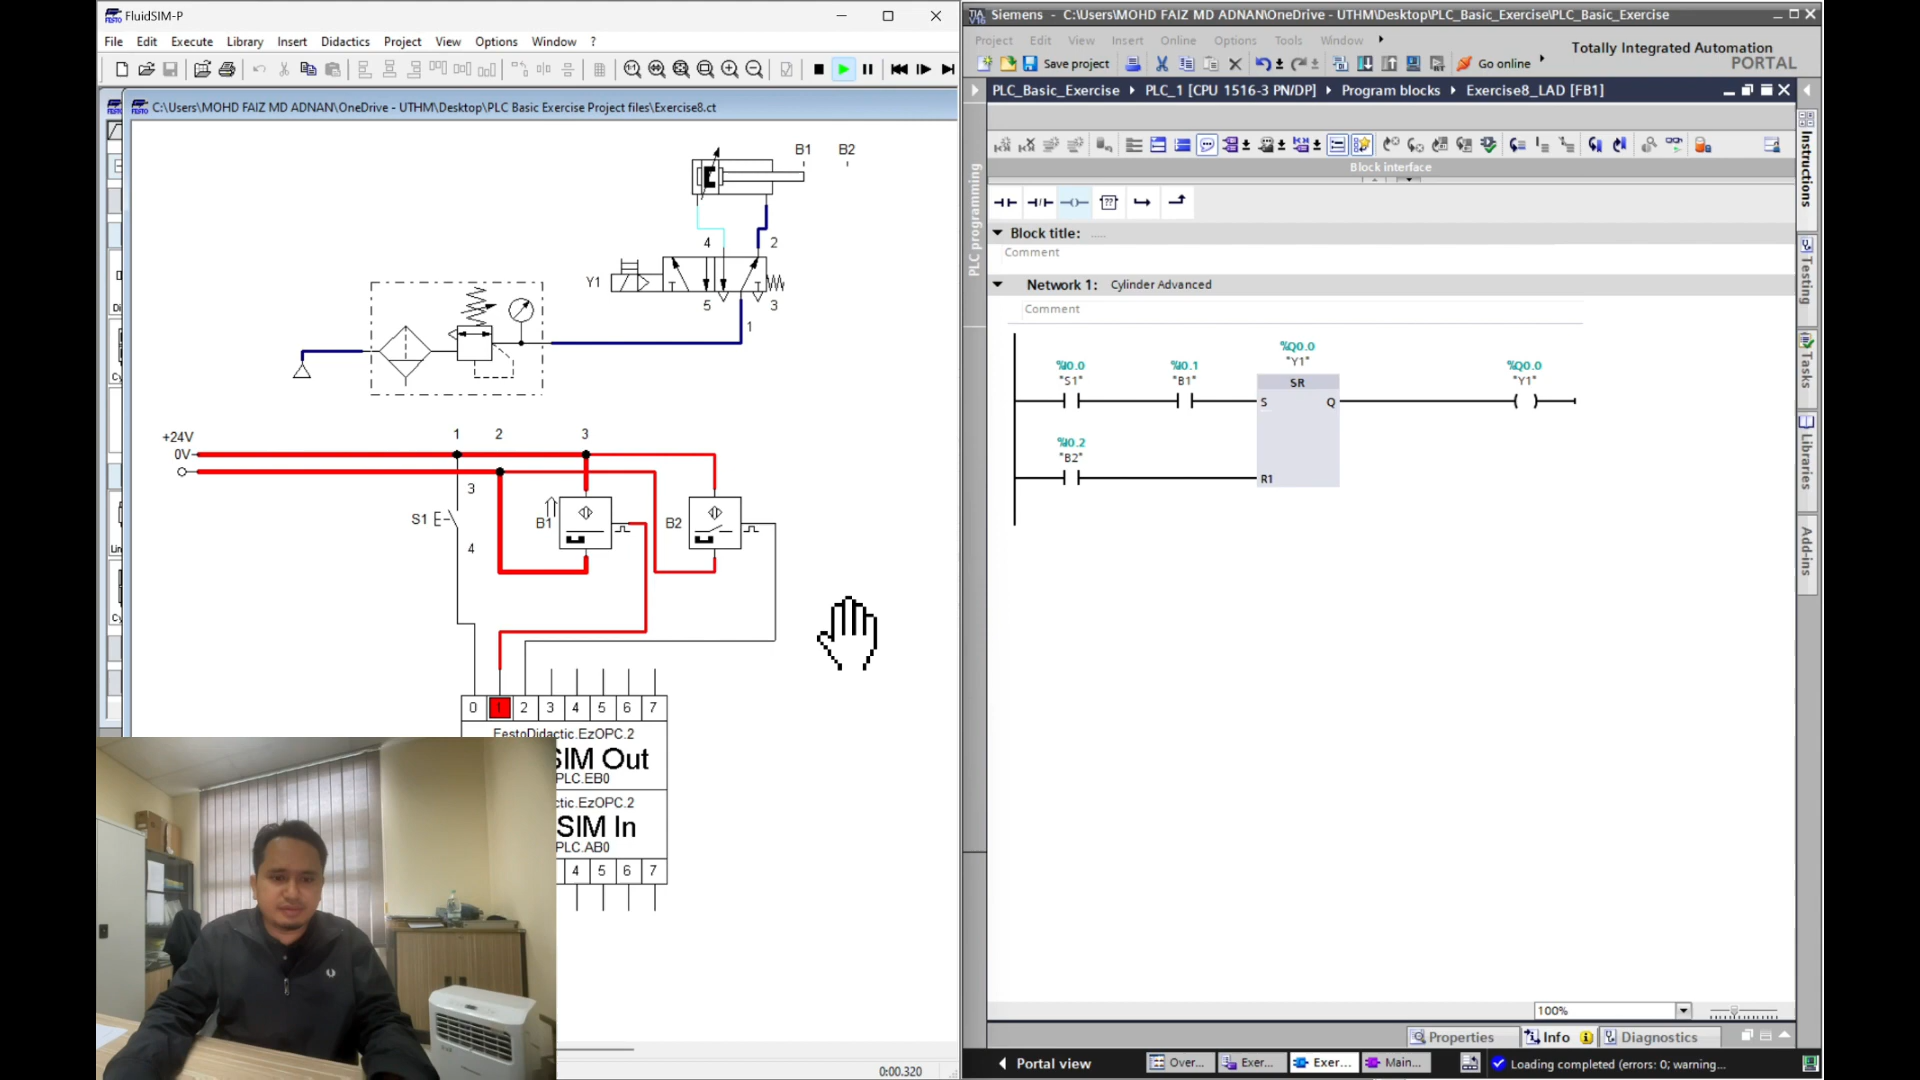 FluidSIM-P
File Edit Execute Library Insert Didactics Project View Options Window ?
C:\Users\MOHD FAIZ MD ADNAN\OneDrive - UTHM\Desktop\PLC Basic Exercise Project files\Exercise8.ct
B1 B2
4 2
Y1
5 3
1
+24V 1 2 3
0V
3
S1 B1 B2
4
0 1 2 3 4 5 6 7
FestoDidactic.EzOPC.2
SIM Out
PLC.EB0
ctic.EzOPC.2
SIM In
PLC.AB0
4 5 6 7
0:00.320
Siemens - C:\Users\MOHD FAIZ MD ADNAN\OneDrive - UTHM\Desktop\PLC_Basic_Exercise\PLC_Basic_Exercise
Project Edit View Insert Online Options Tools Window
Totally Integrated Automation
PORTAL
Save project Go online
PLC_Basic_Exercise PLC_1 [CPU 1516-3 PN/DP] Program blocks Exercise8_LAD [FB1]
Block interface
PLC programming
??
Block title: .....
Comment
Network 1: Cylinder Advanced
Comment
%Q0.0
"Y1"
%I0.0 %I0.1 %Q0.0
"S1" "B1" "Y1"
SR
S Q
%I0.2
"B2"
R1
Instructions
Testing
Tasks
Libraries
Add-ins
100%
Properties Info Diagnostics
Portal view Over... Exer... Exer... Main... Loading completed (errors: 0; warning...